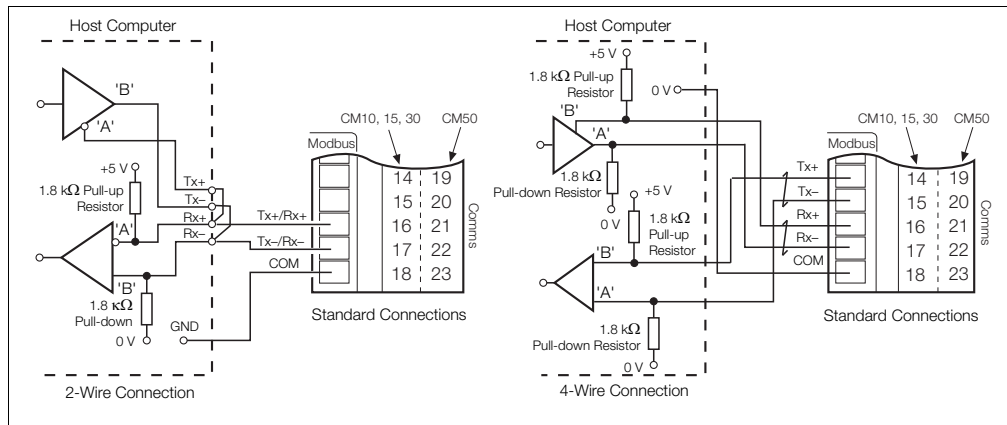 Host Computer
'B'
'A'
+5 V
1.8 kΩ Pull-up
Resistor
'A'
'B'
1.8 κΩ
Pull-down
0 V
GND
Tx+
Tx–
Rx+
Rx–
Tx+/Rx+
Tx–/Rx–
COM
CM10, 15, 30
CM50
Modbus
14 19
15 20
16 21
17 22
18 23
Comms
Standard Connections
2-Wire Connection
Host Computer
+5 V
1.8 kΩ Pull-up
Resistor
0 V
'B'
'A'
1.8 kΩ
Pull-down Resistor
0 V
+5 V
1.8 kΩ
Pull-up
Resistor
'B'
'A'
1.8 kΩ
Pull-down Resistor
0 V
CM10, 15, 30
CM50
Modbus
Tx+
Tx–
Rx+
Rx–
COM
14 19
15 20
16 21
17 22
18 23
Comms
Standard Connections
4-Wire Connection